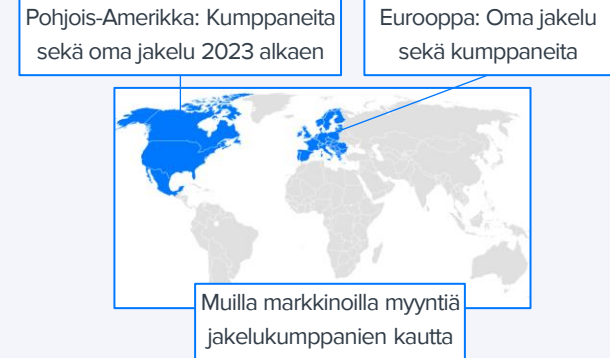 Pohjois-Amerikka: Kumppaneita
sekä oma jakelu 2023 alkaen
Eurooppa: Oma jakelu
sekä kumppaneita
Muilla markkinoilla myyntiä
jakelukumppanien kautta